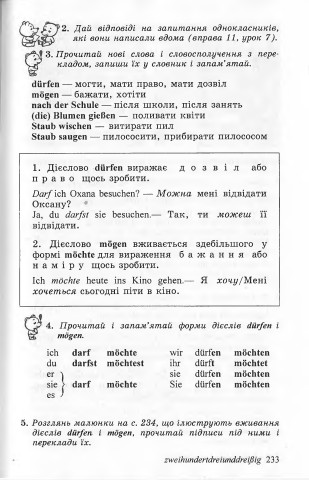 2. Дай відповіді на запитання однокласників,
які вони написали вдома (вправа 11, урок 7).
3. Прочитай нові слова і словосполучення з пере-
кладом, запиши їх у словник і запам'ятай.
dürfen — могти, мати право, мати дозвіл
mögen — бажати, хотіти
nach der Schule — після школи, після занять
(die) Blumen gießen — поливати квіти
Staub wischen — витирати пил
Staub saugen — пилососити, прибирати пилососом
1. Дієслово dürfen виражає дозвіл або
право щось зробити.
Darf ich Oxana besuchen? — Можна мені відвідати
Оксану?
Ja, du darfst sie besuchen. — Так, ти можеш її
відвідати.
2. Дієслово mögen вживається здебільшого у
формі möchte для вираження бажання або
наміру щось зробити.
Ich möchte heute ins Kino gehen. — Я хочу/Мені
хочеться сьогодні піти в кіно.
4. Прочитай і запам'ятай форми дієслів dürfen і
mögen.
ich darf möchte wir dürfen möchten
du darfst möchtest ihr dürft möchtet
er sie dürfen möchten
sie darf möchte Sie dürfen möchten
es
5. Розглянь малюнки на с. 234, що ілюструють вживання
дієслів dürfen і mögen, прочитай підписи під ними і
переклади їх.
zweihundertdreiunddreißig 233